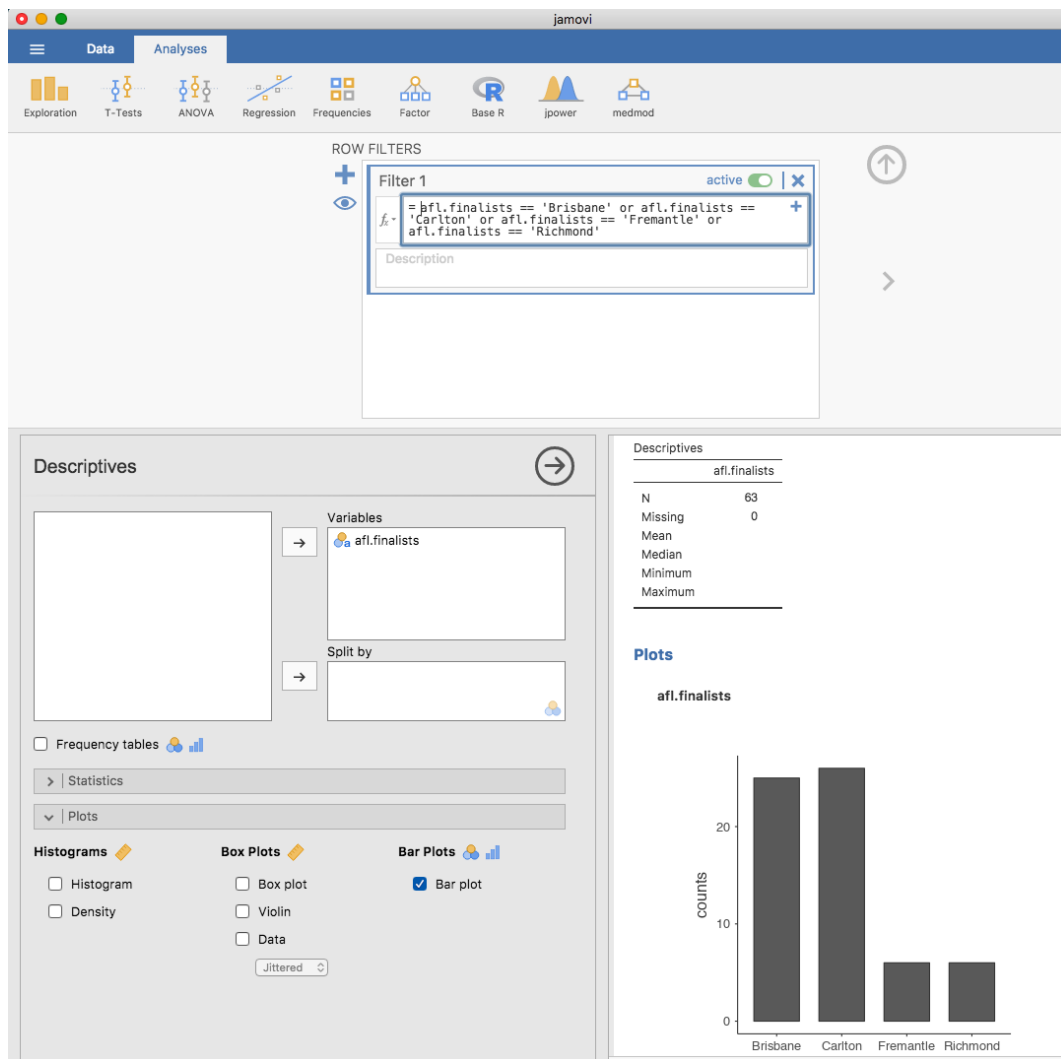 jamovi
Data Analyses
Exploration T-Tests ANOVA Regression Frequencies Factor Base R jpower medmod
ROW FILTERS
Filter 1
active
fx
= afl.finalists == 'Brisbane' or afl.finalists ==
'Carlton' or afl.finalists == 'Fremantle' or
afl.finalists == 'Richmond'
Description
Descriptives
Variables
a afl.finalists
Split by
Frequency tables
Statistics
Plots
Histograms Box Plots Bar Plots
Histogram Box plot Bar plot
Density Violin
Data
Jittered
Descriptives
afl.finalists
N 63
Missing 0
Mean
Median
Minimum
Maximum
Plots
afl.finalists
20
counts
10
0
Brisbane Carlton Fremantle Richmond